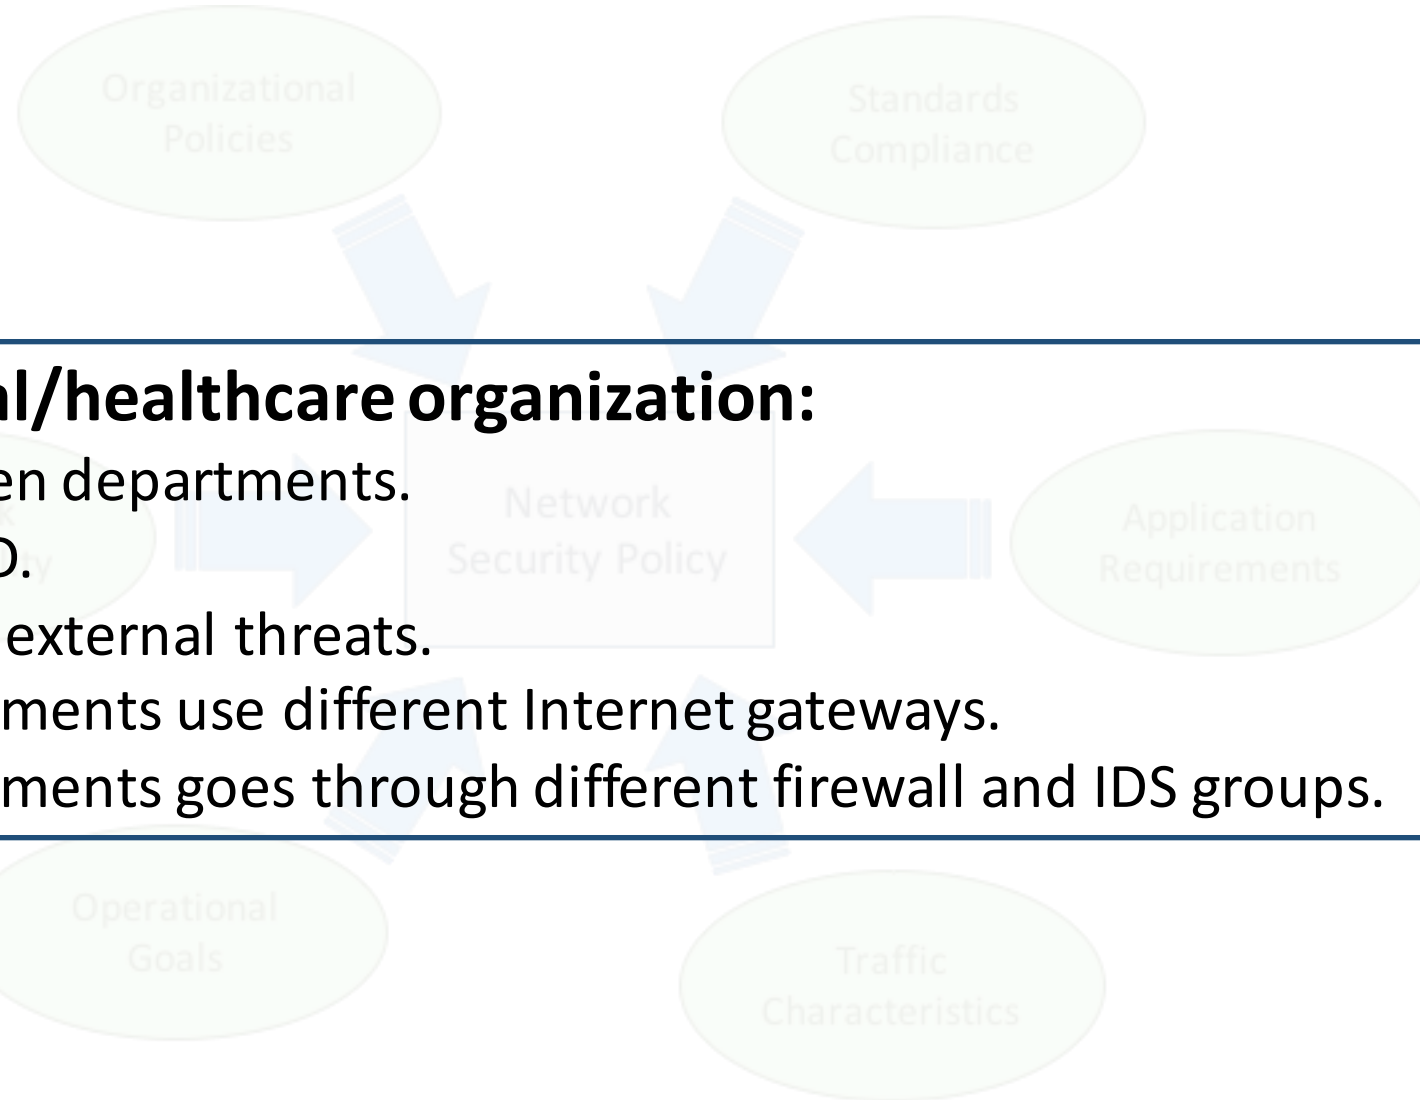 Organizational
Policies
Standards
Compliance
al/healthcare organization:
en departments.
Network
Security Policy
Application
Requirements
D.
external threats.
ments use different Internet gateways.
ments goes through different firewall and IDS groups.
Operational
Goals
Traffic
Characteristics